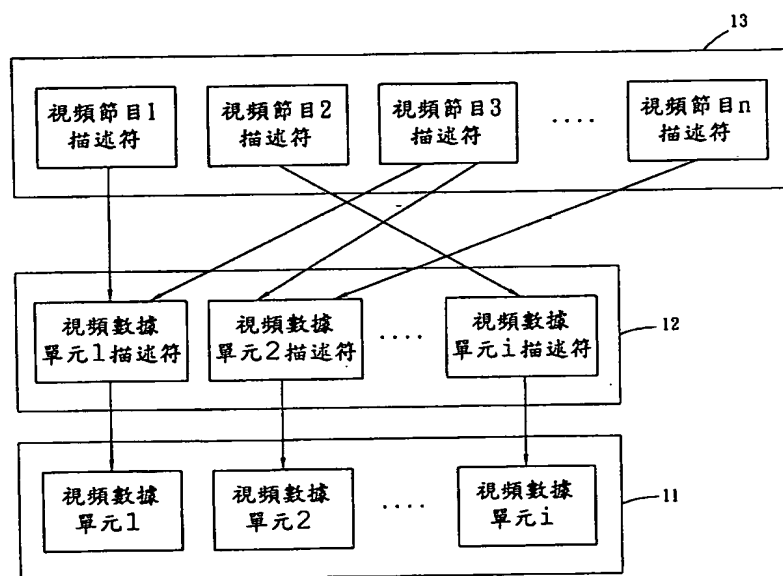 13
視頻節目1
描述符
視頻節目2
描述符
視頻節目3
描述符
····
視頻節目n
描述符
視頻數據
單元1描述符
視頻數據
單元2描述符
····
視頻數據
單元i描述符
12
視頻數據
單元1
視頻數據
單元2
····
視頻數據
單元i
11